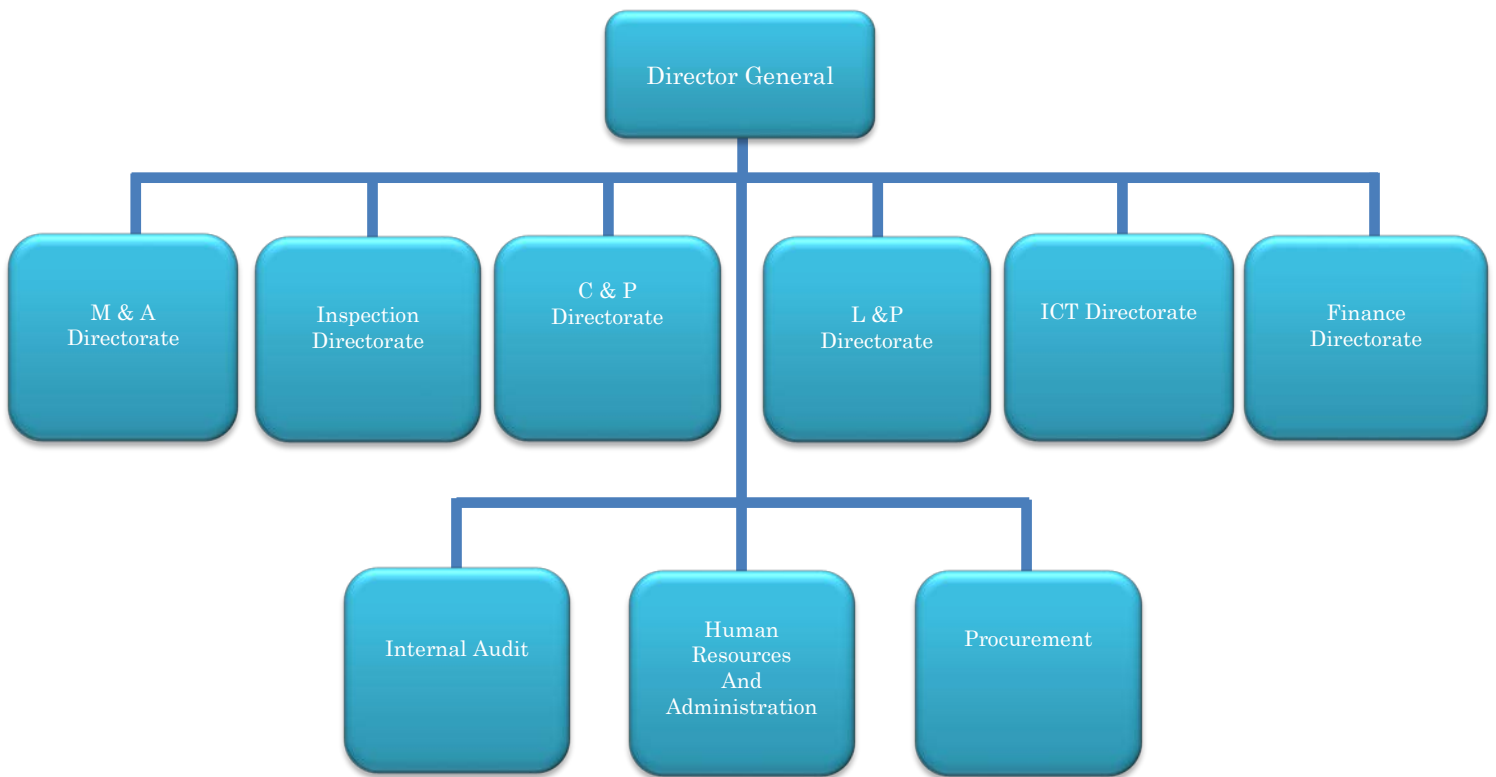 Director General
M & A
Directorate
Inspection
Directorate
C & P
Directorate
L &P
Directorate
ICT Directorate
Finance
Directorate
Internal Audit
Human
Resources
And
Administration
Procurement